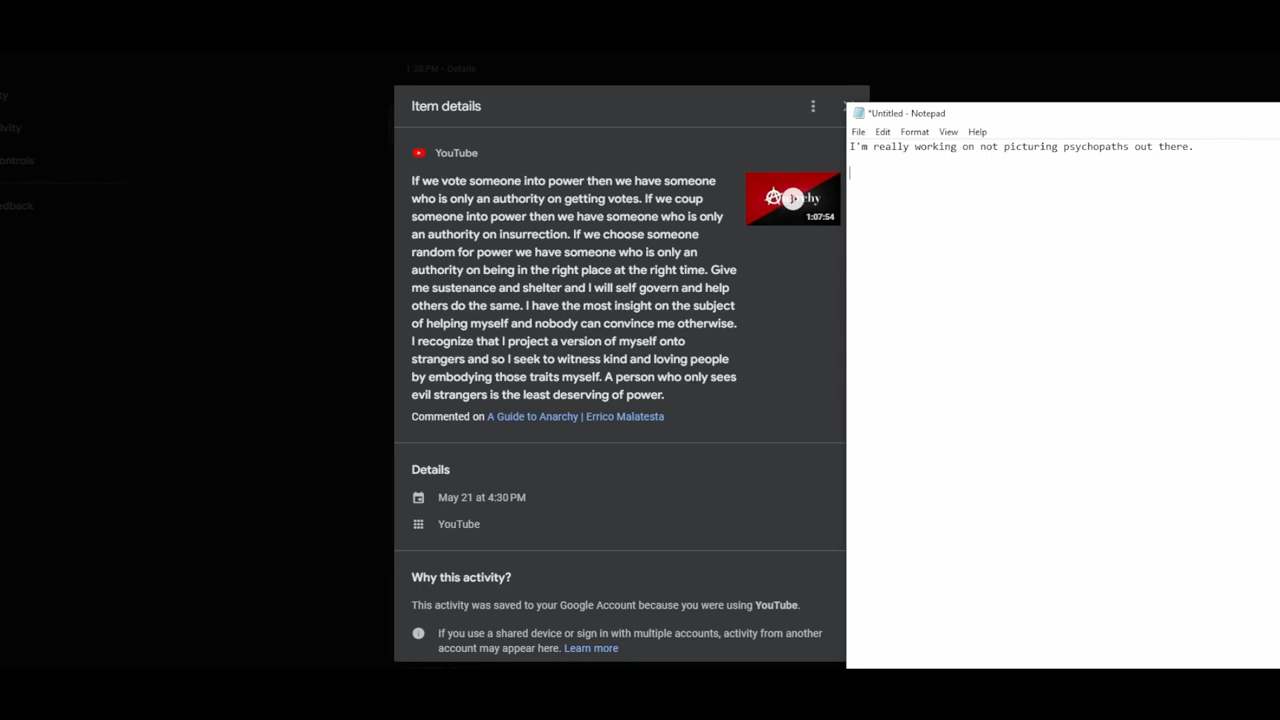 1:38 PM • Details
Item details
YouTube
If we vote someone into power then we have someone
who is only an authority on getting votes. If we coup
someone into power then we have someone who is only
an authority on insurrection. If we choose someone
random for power we have someone who is only an
authority on being in the right place at the right time. Give
me sustenance and shelter and I will self govern and help
others do the same. I have the most insight on the subject
of helping myself and nobody can convince me otherwise.
I recognize that I project a version of myself onto
strangers and so I seek to witness kind and loving people
by embodying those traits myself. A person who only sees
evil strangers is the least deserving of power.
Commented on A Guide to Anarchy | Errico Malatesta
1:07:54
Details
May 21 at 4:30 PM
YouTube
Why this activity?
This activity was saved to your Google Account because you were using YouTube.
If you use a shared device or sign in with multiple accounts, activity from another
account may appear here. Learn more
*Untitled - Notepad
File Edit Format View Help
I'm really working on not picturing psychopaths out there.